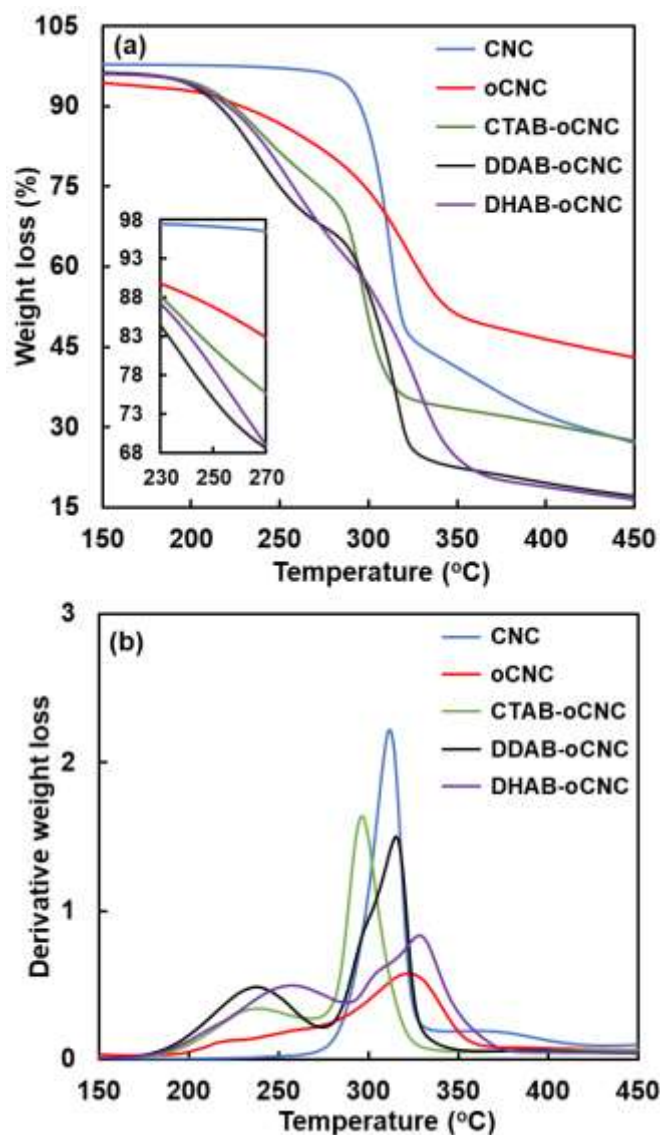 (a)
CNC
oCNC
CTAB-oCNC
DDAB-oCNC
DHAB-oCNC
Weight loss (%)
105
95
75
60
45
30
15
98
93
88
83
78
73
68
230 250 270
150 200 250 300 350 400 450
Temperature (oC)
(b)
CNC
oCNC
CTAB-oCNC
DDAB-oCNC
DHAB-oCNC
Derivative weight loss
3
2
1
0
150 200 250 300 350 400 450
Temperature (oC)